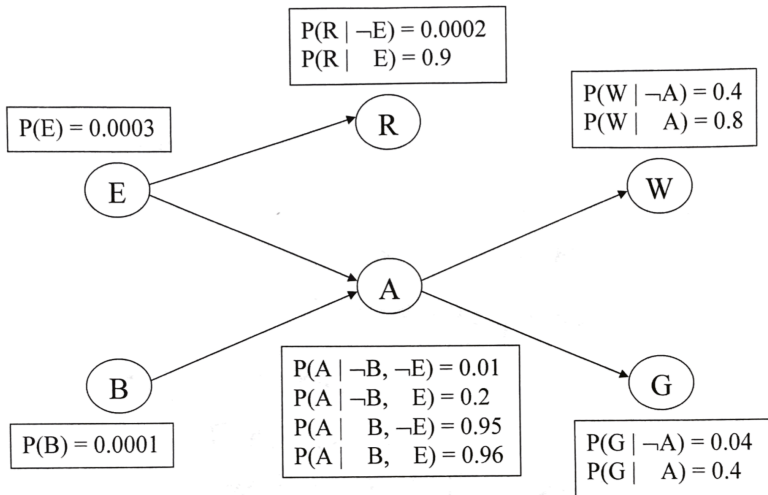 P(R | ¬E) = 0.0002
P(R | E) = 0.9
P(W | ¬A) = 0.4
P(W | A) = 0.8
P(E) = 0.0003
R
E
W
A
B
G
P(A | ¬B, ¬E) = 0.01
P(A | ¬B, E) = 0.2
P(A | B, ¬E) = 0.95
P(A | B, E) = 0.96
P(B) = 0.0001
P(G | ¬A) = 0.04
P(G | A) = 0.4